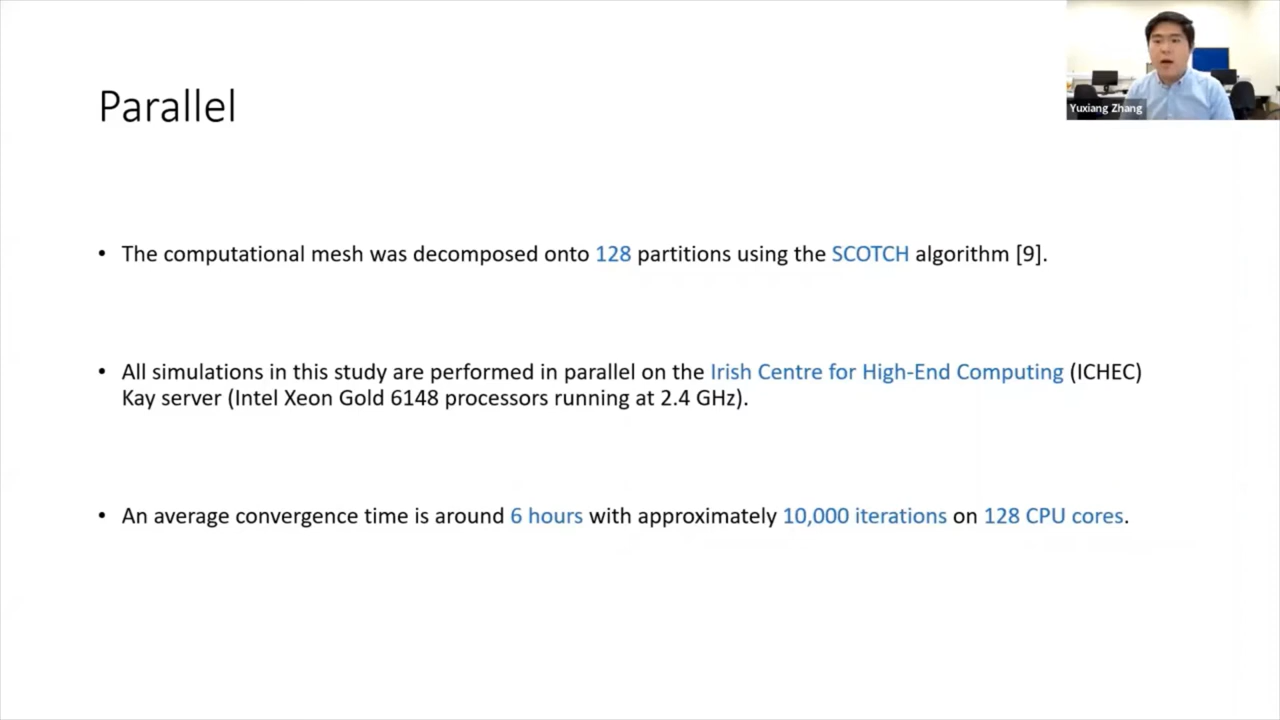 Yuxiang Zhang
Parallel
• The computational mesh was decomposed onto 128 partitions using the SCOTCH algorithm [9].
• All simulations in this study are performed in parallel on the Irish Centre for High-End Computing (ICHEC)
Kay server (Intel Xeon Gold 6148 processors running at 2.4 GHz).
• An average convergence time is around 6 hours with approximately 10,000 iterations on 128 CPU cores.